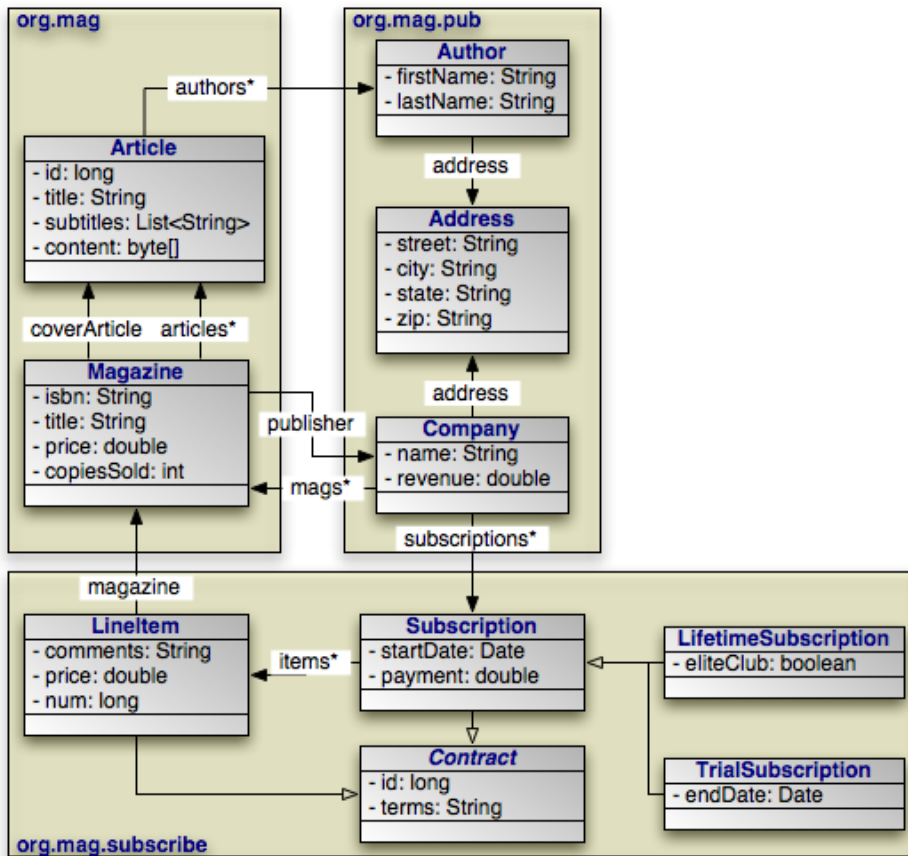 org.mag
org.mag.pub
Author
- firstName: String
- lastName: String
authors*
address
Article
- id: long
- title: String
- subtitles: List<String>
- content: byte[]
Address
- street: String
- city: String
- state: String
- zip: String
coverArticle
articles*
address
Magazine
- isbn: String
- title: String
- price: double
- copiesSold: int
publisher
mags*
Company
- name: String
- revenue: double
subscriptions*
magazine
LineItem
- comments: String
- price: double
- num: long
items*
Subscription
- startDate: Date
- payment: double
LifetimeSubscription
- eliteClub: boolean
Contract
- id: long
- terms: String
TrialSubscription
- endDate: Date
org.mag.subscribe